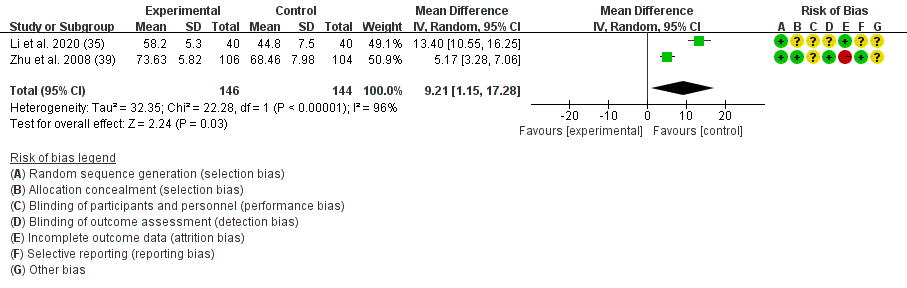 Experimental Control Mean Difference Mean Difference Risk of Bias
Study or Subgroup Mean SD Total Mean SD Total Weight IV, Random, 95% CI IV, Random, 95% CI A B C D E F G
Li et al. 2020 (35) 58.2 5.3 40 44.8 7.5 40 49.1% 13.40 [10.55, 16.25] + ? ? ? + ? ?
Zhu et al. 2008 (39) 73.63 5.82 106 68.46 7.98 104 50.9% 5.17 [3.28, 7.06] + + ? + − + ?
Total (95% CI) 146 144 100.0% 9.21 [1.15, 17.28]
Heterogeneity: Tau² = 32.35; Chi² = 22.28, df = 1 (P < 0.00001); I² = 96%
Test for overall effect: Z = 2.24 (P = 0.03)
-20 -10 0 10 20
Favours [experimental] Favours [control]
Risk of bias legend
(A) Random sequence generation (selection bias)
(B) Allocation concealment (selection bias)
(C) Blinding of participants and personnel (performance bias)
(D) Blinding of outcome assessment (detection bias)
(E) Incomplete outcome data (attrition bias)
(F) Selective reporting (reporting bias)
(G) Other bias